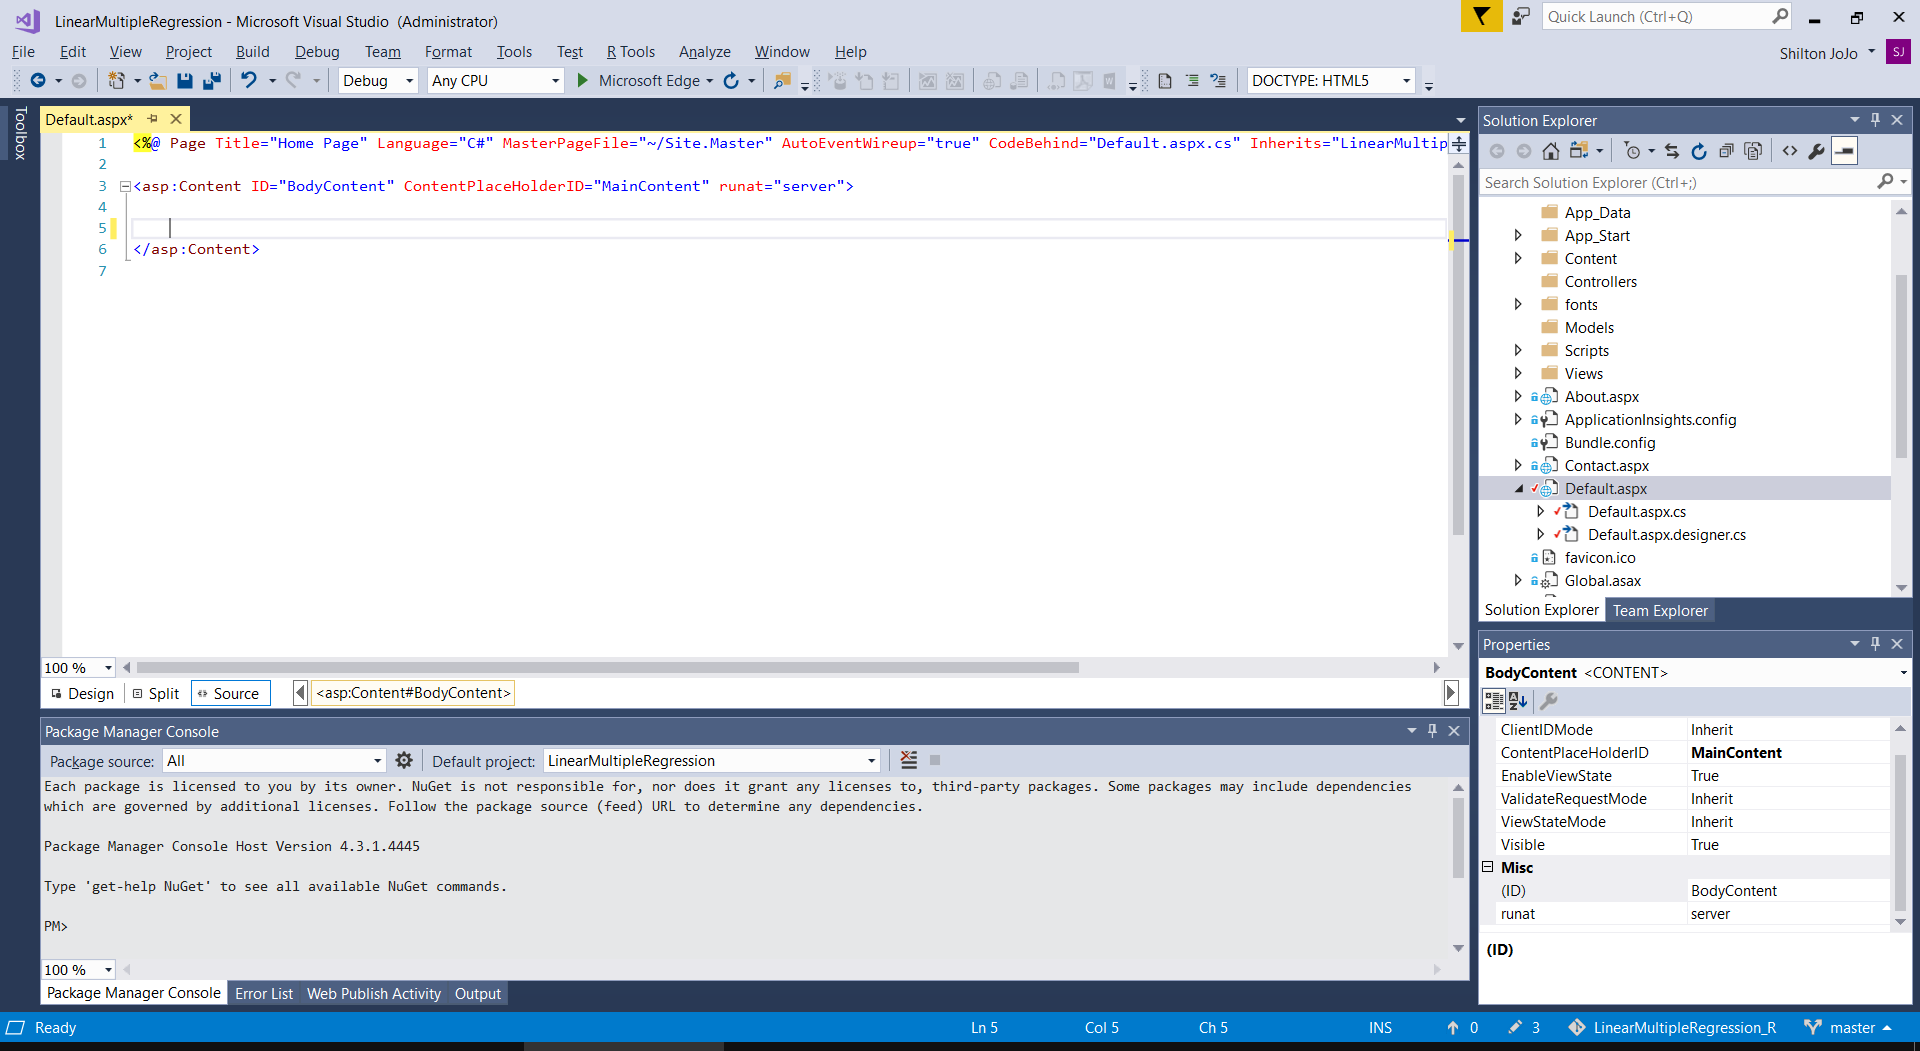 LinearMultipleRegression - Microsoft Visual Studio  (Administrator)
Quick Launch (Ctrl+Q)
File Edit View Project Build Debug Team Format Tools Test R Tools Analyze Window Help
Shilton JoJo SJ
Debug Any CPU Microsoft Edge DOCTYPE: HTML5
Toolbox
Default.aspx*
1 <%@ Page Title="Home Page" Language="C#" MasterPageFile="~/Site.Master" AutoEventWireup="true" CodeBehind="Default.aspx.cs" Inherits="LinearMultip
2
3 <asp:Content ID="BodyContent" ContentPlaceHolderID="MainContent" runat="server">
4
5
6 </asp:Content>
7
100 %
Design Split Source <asp:Content#BodyContent>
Package Manager Console
Package source: All Default project: LinearMultipleRegression
Each package is licensed to you by its owner. NuGet is not responsible for, nor does it grant any licenses to, third-party packages. Some packages may include dependencies
which are governed by additional licenses. Follow the package source (feed) URL to determine any dependencies.
Package Manager Console Host Version 4.3.1.4445
Type 'get-help NuGet' to see all available NuGet commands.
PM>
100 %
Package Manager Console Error List Web Publish Activity Output
Solution Explorer
Search Solution Explorer (Ctrl+;)
App_Data
App_Start
Content
Controllers
fonts
Models
Scripts
Views
About.aspx
ApplicationInsights.config
Bundle.config
Contact.aspx
Default.aspx
Default.aspx.cs
Default.aspx.designer.cs
favicon.ico
Global.asax
Solution Explorer Team Explorer
Properties
BodyContent <CONTENT>
ClientIDMode Inherit
ContentPlaceHolderID MainContent
EnableViewState True
ValidateRequestMode Inherit
ViewStateMode Inherit
Visible True
Misc
(ID) BodyContent
runat server
(ID)
Ready Ln 5 Col 5 Ch 5 INS 0 3 LinearMultipleRegression_R master